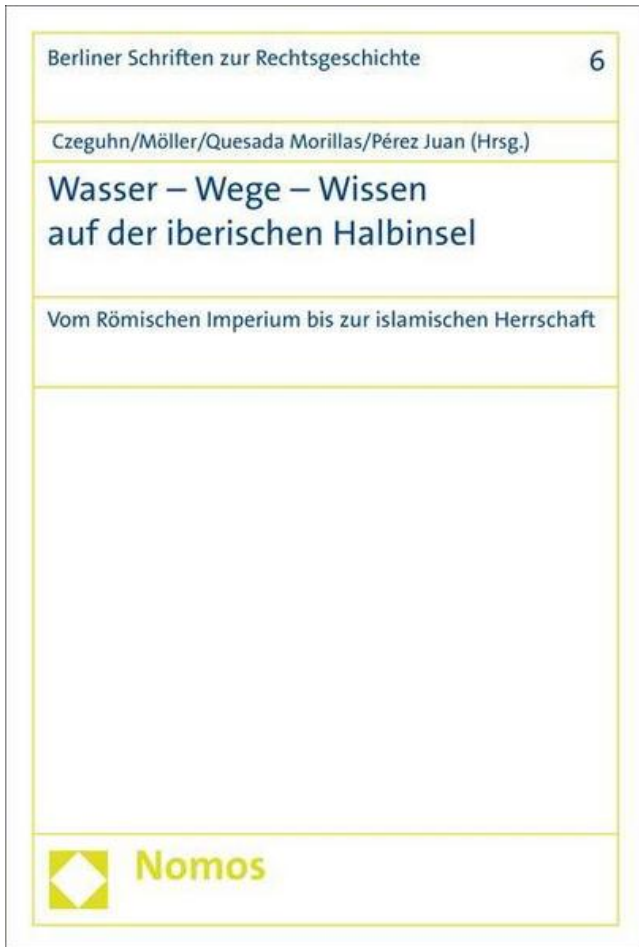 Berliner Schriften zur Rechtsgeschichte 6
Czeguhn/Möller/Quesada Morillas/Pérez Juan (Hrsg.)
Wasser – Wege – Wissen
auf der iberischen Halbinsel
Vom Römischen Imperium bis zur islamischen Herrschaft
Nomos